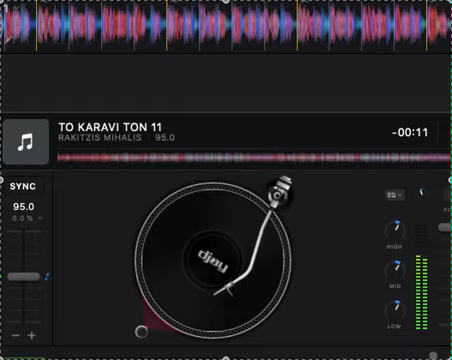 TO KARAVI TON 11
RAKITZIS MIHALIS 95.0
-00:11
SYNC
95.0
0.0 %
djay
EQ
HIGH
MID
LOW